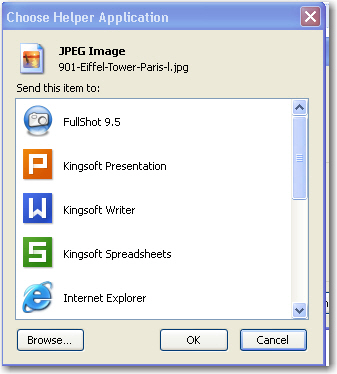 Choose Helper Application
JPEG Image
901-Eiffel-Tower-Paris-l.jpg
Send this item to:
FullShot 9.5
Kingsoft Presentation
Kingsoft Writer
Kingsoft Spreadsheets
Internet Explorer
Browse...
OK
Cancel